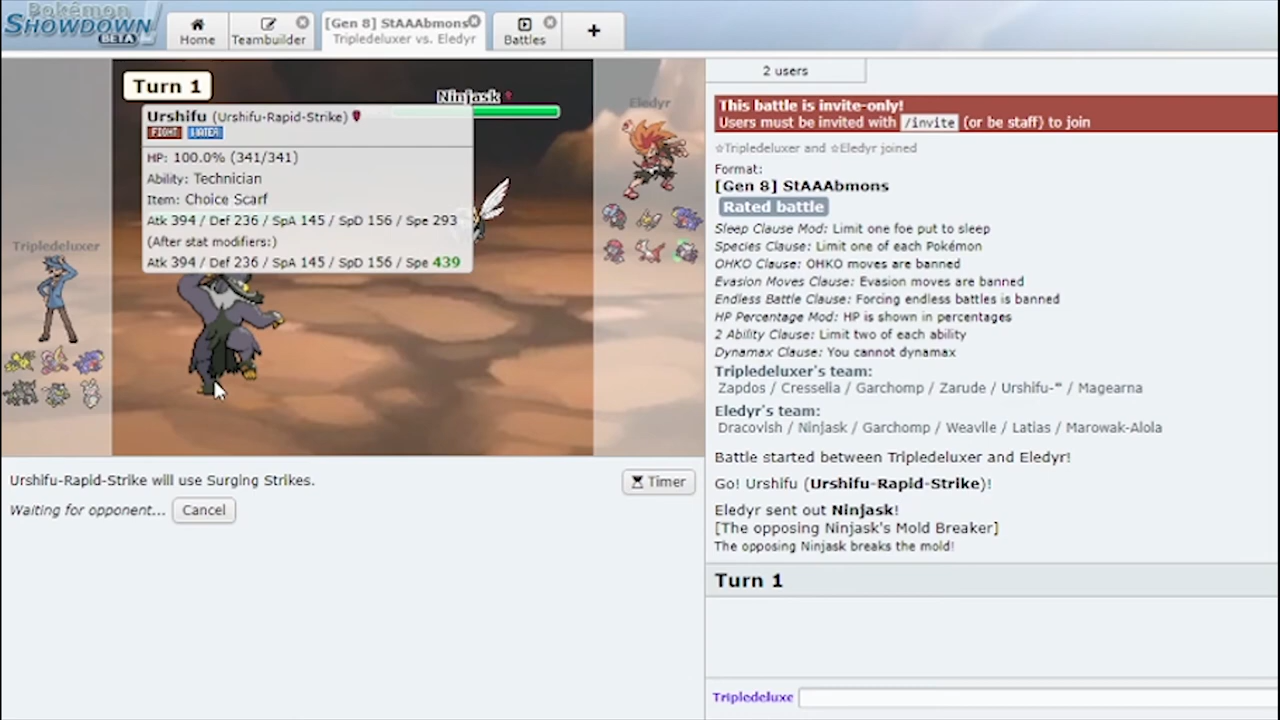 Pokémon
SHOWDOWN
BETA
Home
Teambuilder
[Gen 8] StAAAbmons
Tripledeluxer vs. Eledyr
Battles
+
Turn 1
Ninjask
Urshifu (Urshifu-Rapid-Strike)
FIGHT WATER
HP: 100.0% (341/341)
Ability: Technician
Item: Choice Scarf
Atk 394 / Def 236 / SpA 145 / SpD 156 / Spe 293
(After stat modifiers:)
Atk 394 / Def 236 / SpA 145 / SpD 156 / Spe 439
Tripledeluxer
Eledyr
Urshifu-Rapid-Strike will use Surging Strikes.
Waiting for opponent... Cancel
Timer
2 users
This battle is invite-only!
Users must be invited with /invite (or be staff) to join
☆Tripledeluxer and ☆Eledyr joined
Format:
[Gen 8] StAAAbmons
Rated battle
Sleep Clause Mod: Limit one foe put to sleep
Species Clause: Limit one of each Pokémon
OHKO Clause: OHKO moves are banned
Evasion Moves Clause: Evasion moves are banned
Endless Battle Clause: Forcing endless battles is banned
HP Percentage Mod: HP is shown in percentages
2 Ability Clause: Limit two of each ability
Dynamax Clause: You cannot dynamax
Tripledeluxer's team:
Zapdos / Cresselia / Garchomp / Zarude / Urshifu-* / Magearna
Eledyr's team:
Dracovish / Ninjask / Garchomp / Weavile / Latias / Marowak-Alola
Battle started between Tripledeluxer and Eledyr!
Go! Urshifu (Urshifu-Rapid-Strike)!
Eledyr sent out Ninjask!
[The opposing Ninjask's Mold Breaker]
The opposing Ninjask breaks the mold!
Turn 1
Tripledeluxe